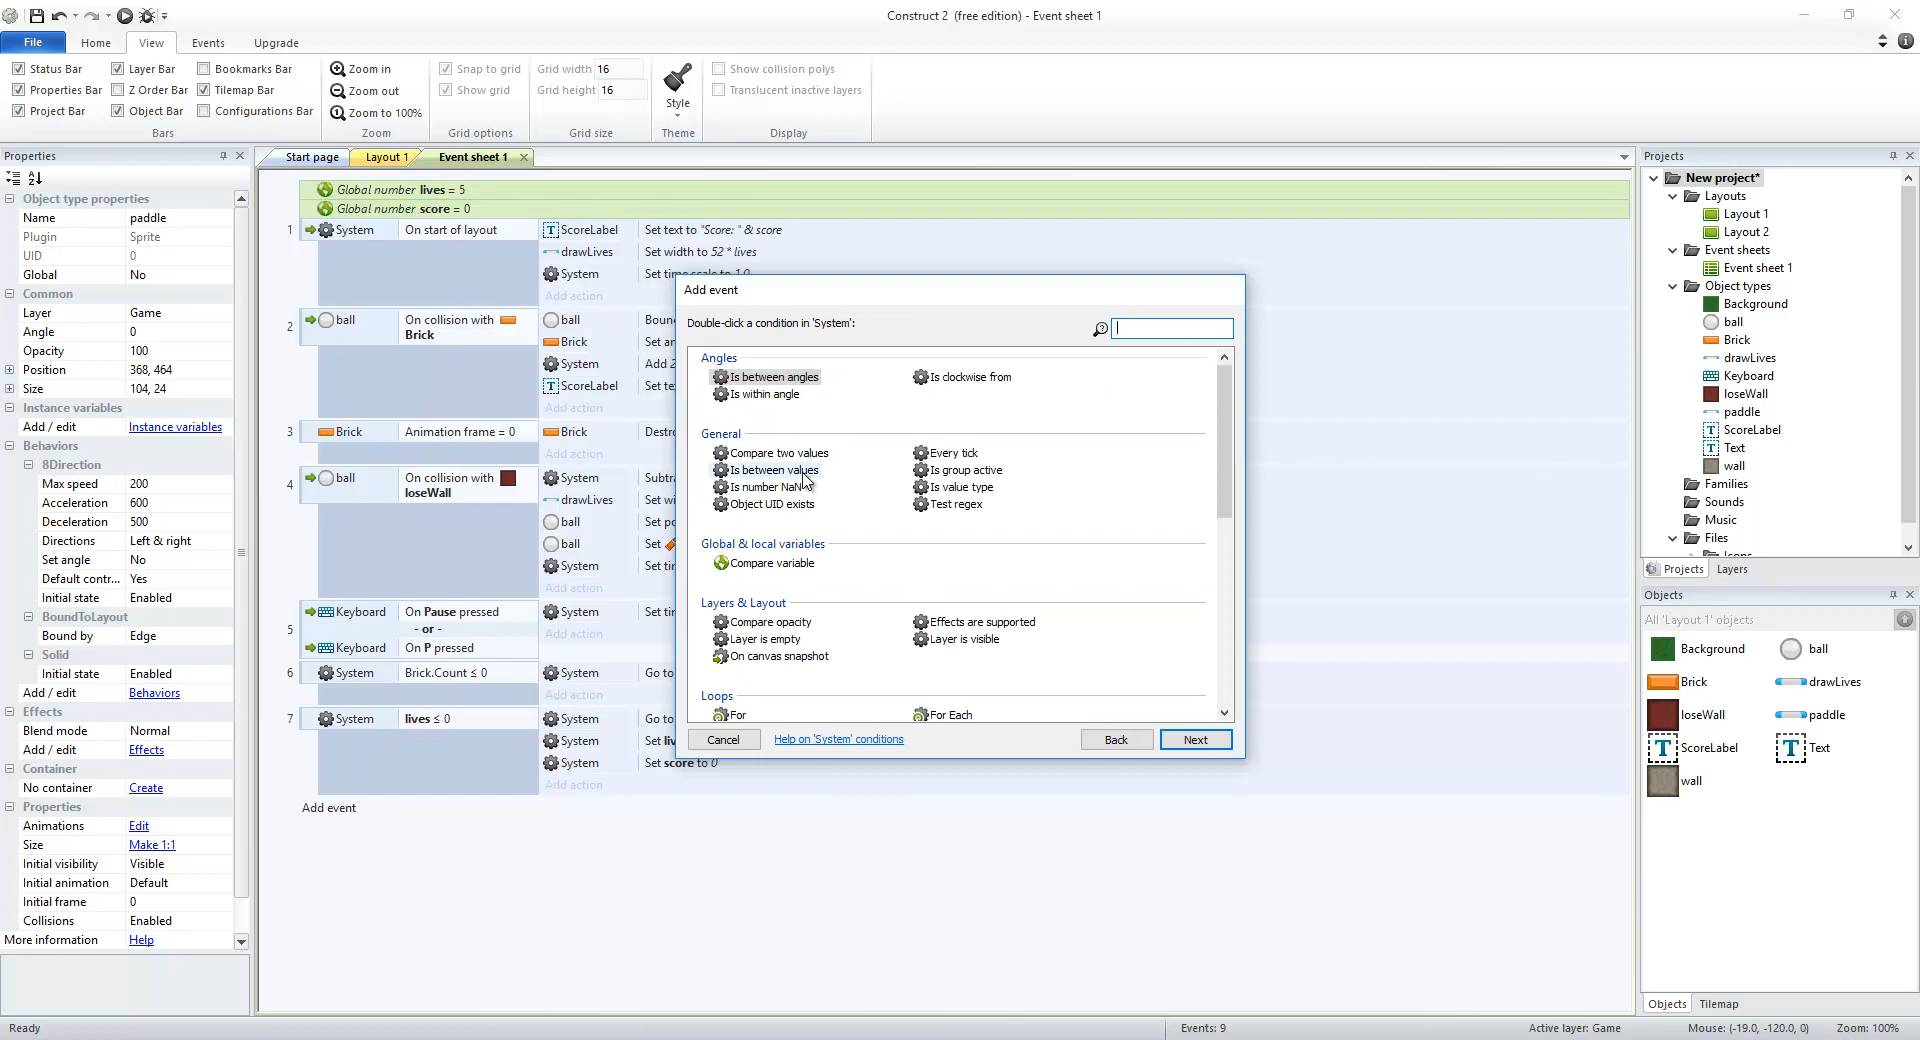 Construct 2 (free edition) - Event sheet 1
File Home View Events Upgrade
Status Bar Layer Bar Bookmarks Bar Zoom in Snap to grid Grid width 16 Show collision polys
Properties Bar Z Order Bar Tilemap Bar Zoom out Show grid Grid height 16 Style Translucent inactive layers
Project Bar Object Bar Configurations Bar Zoom to 100%
Bars Zoom Grid options Grid size Theme Display
Properties
Object type properties
Name paddle
Plugin Sprite
UID 0
Global No
Common
Layer Game
Angle 0
Opacity 100
Position 368, 464
Size 104, 24
Instance variables
Add / edit Instance variables
Behaviors
8Direction
Max speed 200
Acceleration 600
Deceleration 500
Directions Left & right
Set angle No
Default contr... Yes
Initial state Enabled
BoundToLayout
Bound by Edge
Solid
Initial state Enabled
Add / edit Behaviors
Effects
Blend mode Normal
Add / edit Effects
Container
No container Create
Properties
Animations Edit
Size Make 1:1
Initial visibility Visible
Initial animation Default
Initial frame 0
Collisions Enabled
More information Help
Start page Layout 1 Event sheet 1
Global number lives = 5
Global number score = 0
1 System On start of layout ScoreLabel Set text to "Score: " & score
drawLives Set width to 52 * lives
System Set time scale to 1.0
Add action
2 ball On collision with Brick ball
Brick
System Add
ScoreLabel
Add action
3 Brick Animation frame = 0 Brick
Add action
4 ball On collision with loseWall System
drawLives
ball
ball Set
System
Add action
5 Keyboard On Pause pressed System
- or -
Add action
Keyboard On P pressed
6 System Brick.Count ≤ 0 System Go to
Add action
7 System lives ≤ 0 System Go to
System Set
System Set score to 0
Add action
Add event
Add event
Double-click a condition in 'System':
Angles
Is between angles Is clockwise from
Is within angle
General
Compare two values Every tick
Is between values Is group active
Is number NaN Is value type
Object UID exists Test regex
Global & local variables
Compare variable
Layers & Layout
Compare opacity Effects are supported
Layer is empty Layer is visible
On canvas snapshot
Loops
For For Each
Cancel Help on 'System' conditions Back Next
Projects
New project*
Layouts
Layout 1
Layout 2
Event sheets
Event sheet 1
Object types
Background
ball
Brick
drawLives
Keyboard
loseWall
paddle
ScoreLabel
Text
wall
Families
Sounds
Music
Files
Icons
Projects Layers
Objects
All 'Layout 1' objects
Background ball
Brick drawLives
loseWall paddle
ScoreLabel Text
wall
Objects Tilemap
Ready Events: 9 Active layer: Game Mouse: (-19.0, -120.0, 0) Zoom: 100%